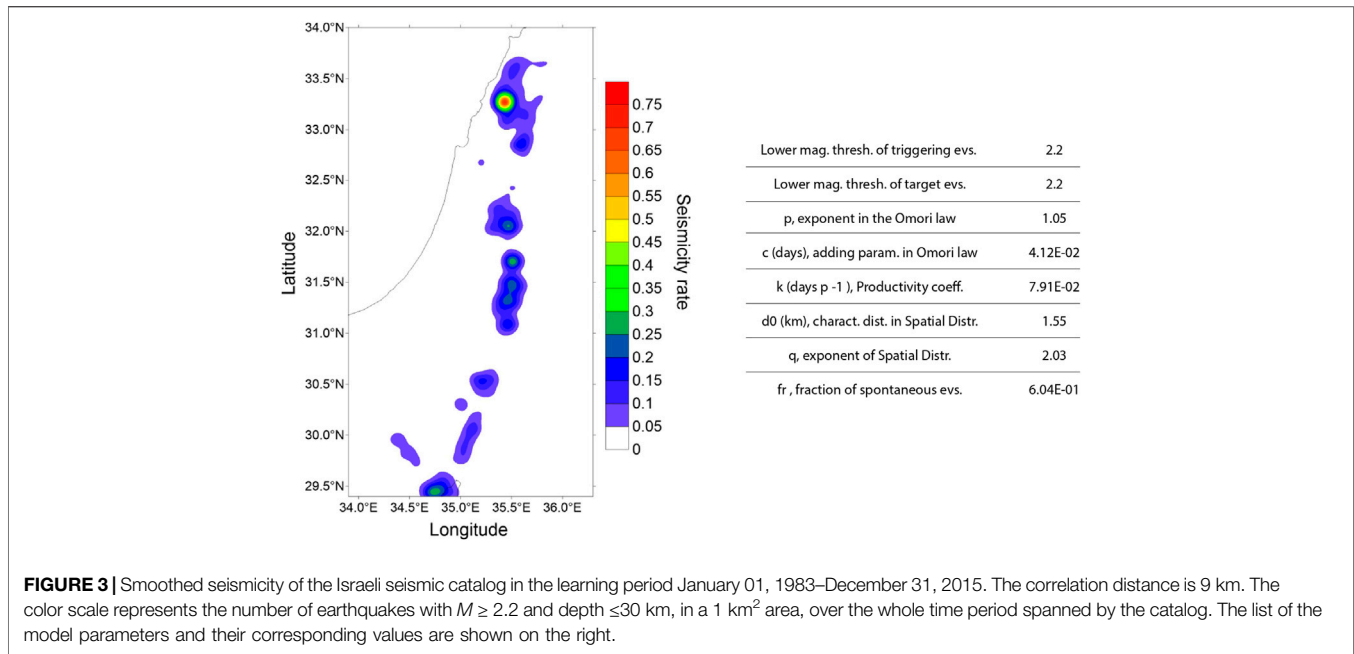 34.0°N
33.5°N
33.0°N
32.5°N
32.0°N
31.5°N
31.0°N
30.5°N
30.0°N
29.5°N
Latitude
34.0°E 34.5°E 35.0°E 35.5°E 36.0°E
Longitude
0.75
0.7
0.65
0.6
0.55
0.5
0.45
0.4
0.35
0.3
0.25
0.2
0.15
0.1
0.05
0
Seismicity rate
Lower mag. thresh. of triggering evs. 2.2
Lower mag. thresh. of target evs. 2.2
p, exponent in the Omori law 1.05
c (days), adding param. in Omori law 4.12E-02
k (days p -1 ), Productivity coeff. 7.91E-02
d0 (km), charact. dist. in Spatial Distr. 1.55
q, exponent of Spatial Distr. 2.03
fr , fraction of spontaneous evs. 6.04E-01
FIGURE 3 | Smoothed seismicity of the Israeli seismic catalog in the learning period January 01, 1983–December 31, 2015. The correlation distance is 9 km. The
color scale represents the number of earthquakes with M ≥ 2.2 and depth ≤30 km, in a 1 km² area, over the whole time period spanned by the catalog. The list of the
model parameters and their corresponding values are shown on the right.